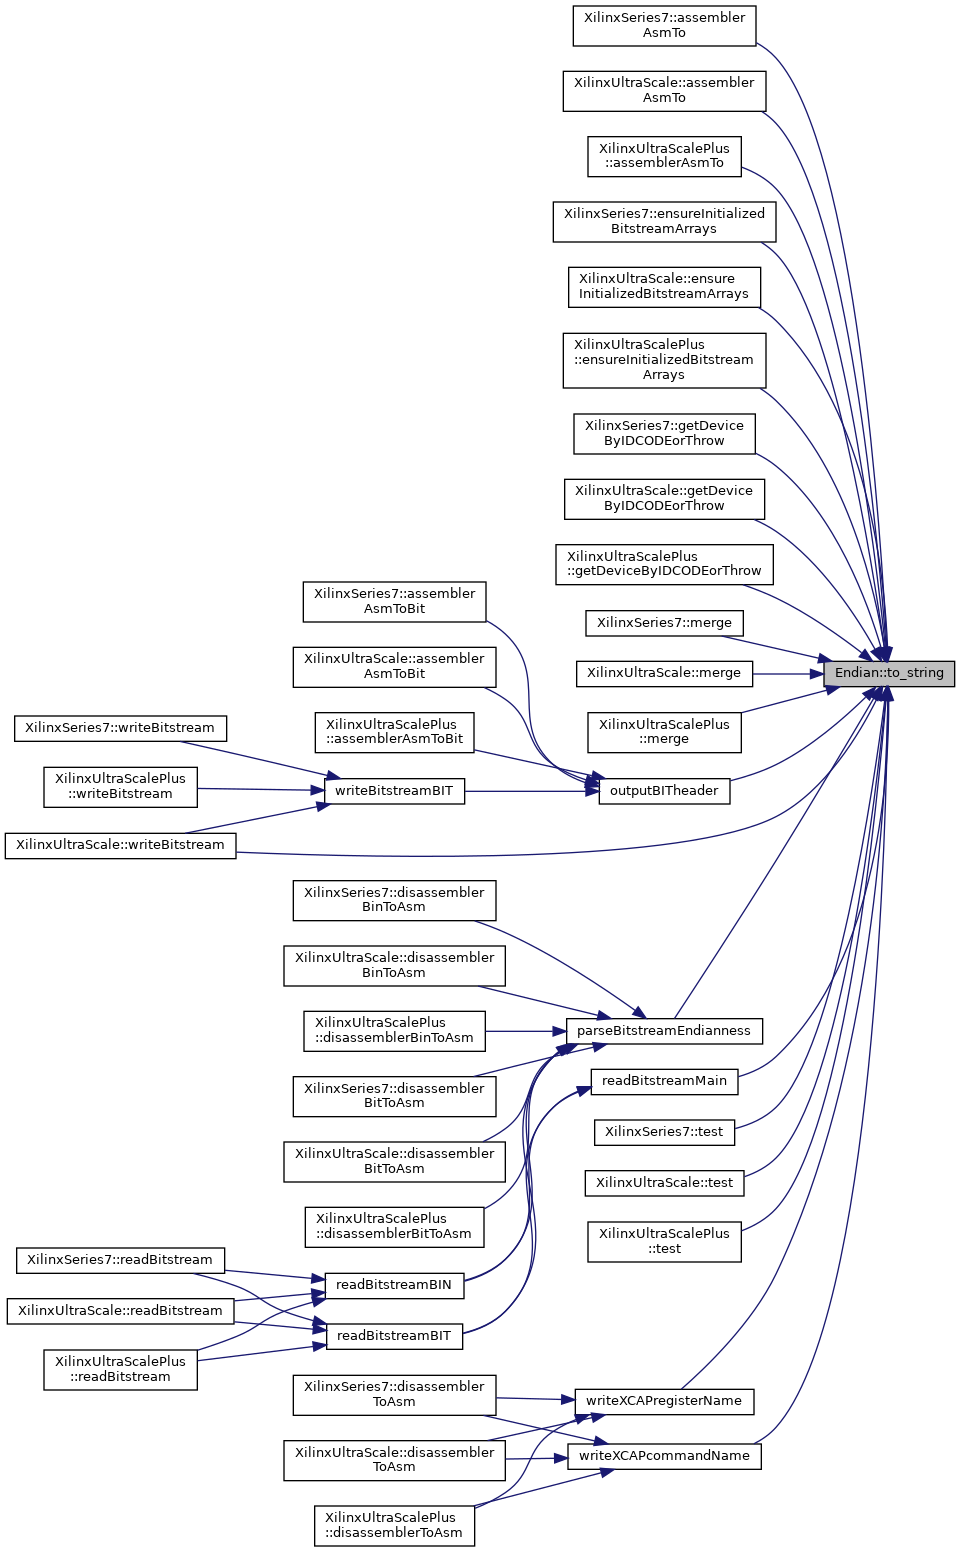 XilinxSeries7::assembler
AsmTo
XilinxUltraScale::assembler
AsmTo
XilinxUltraScalePlus
::assemblerAsmTo
XilinxSeries7::ensureInitialized
BitstreamArrays
XilinxUltraScale::ensure
InitializedBitstreamArrays
XilinxUltraScalePlus
::ensureInitializedBitstream
Arrays
XilinxSeries7::getDevice
ByIDCODEorThrow
XilinxUltraScale::getDevice
ByIDCODEorThrow
XilinxUltraScalePlus
::getDeviceByIDCODEorThrow
XilinxSeries7::assembler
AsmToBit
XilinxSeries7::merge
XilinxUltraScale::assembler
AsmToBit
XilinxUltraScale::merge
Endian::to_string
XilinxUltraScalePlus
::assemblerAsmToBit
XilinxUltraScalePlus
::merge
XilinxSeries7::writeBitstream
XilinxUltraScalePlus
::writeBitstream
writeBitstreamBIT
outputBITheader
XilinxUltraScale::writeBitstream
XilinxSeries7::disassembler
BinToAsm
XilinxUltraScale::disassembler
BinToAsm
XilinxUltraScalePlus
::disassemblerBinToAsm
parseBitstreamEndianness
XilinxSeries7::disassembler
BitToAsm
readBitstreamMain
XilinxSeries7::test
XilinxUltraScale::disassembler
BitToAsm
XilinxUltraScale::test
XilinxUltraScalePlus
::disassemblerBitToAsm
XilinxUltraScalePlus
::test
XilinxSeries7::readBitstream
readBitstreamBIN
XilinxUltraScale::readBitstream
readBitstreamBIT
XilinxUltraScalePlus
::readBitstream
XilinxSeries7::disassembler
ToAsm
writeXCAPregisterName
XilinxUltraScale::disassembler
ToAsm
writeXCAPcommandName
XilinxUltraScalePlus
::disassemblerToAsm